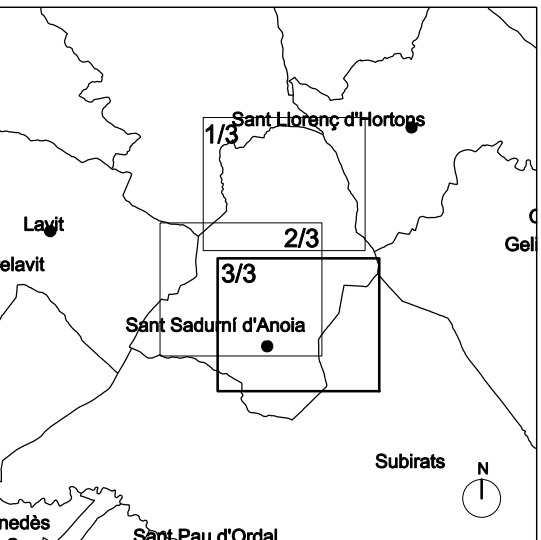 Sant Llorenç d'Hortons
1/3
Lavit
2/3
Geli
elavit
3/3
Sant Sadurní d'Anoia
Subirats
N
nedès
Sant Pau d'Ordal